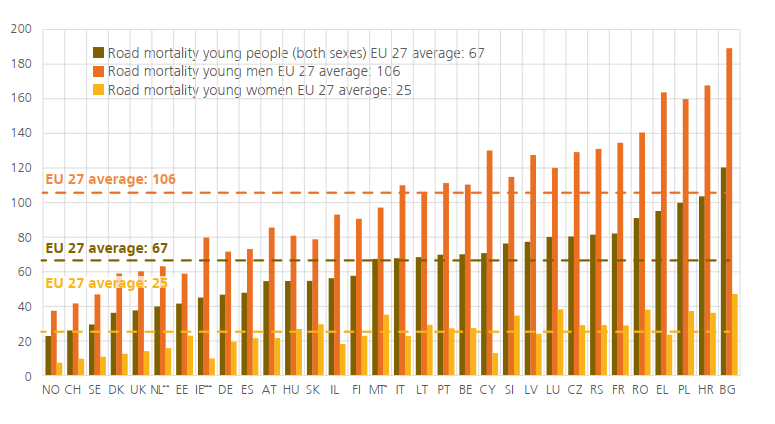 200
180
160
140
120
100
80
60
40
20
0
Road mortality young people (both sexes) EU 27 average: 67
Road mortality young men EU 27 average: 106
Road mortality young women EU 27 average: 25
EU 27 average: 106
EU 27 average: 67
EU 27 average: 25
NO CH SE DK UK NL** EE IE*** DE ES AT HU SK IL FI MT* IT LT PT BE CY SI LV LU CZ RS FR RO EL PL HR BG